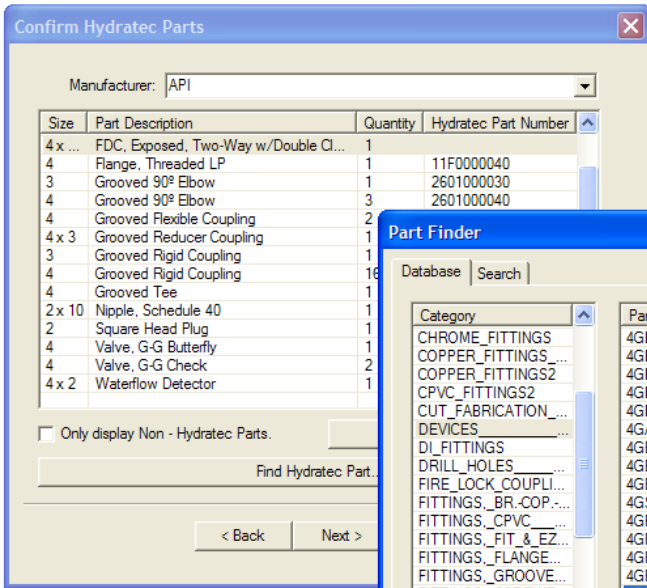 Confirm Hydratec Parts
Manufacturer: API
Size Part Description Quantity Hydratec Part Number
4 x ... FDC, Exposed, Two-Way w/Double Cl... 1
4 Flange, Threaded LP 1 11F0000040
3 Grooved 90º Elbow 1 2601000030
4 Grooved 90º Elbow 3 2601000040
4 Grooved Flexible Coupling 2
4 x 3 Grooved Reducer Coupling 1
3 Grooved Rigid Coupling 1
4 Grooved Rigid Coupling 16
4 Grooved Tee 1
2 x 10 Nipple, Schedule 40 1
2 Square Head Plug 1
4 Valve, G-G Butterfly 1
4 Valve, G-G Check 2
4 x 2 Waterflow Detector 1
Only display Non - Hydratec Parts.
Find Hydratec Part..
< Back Next >
Part Finder
Database Search
Category
CHROME_FITTINGS
COPPER_FITTINGS_...
COPPER_FITTINGS2
CPVC_FITTINGS2
CUT_FABRICATION_...
DEVICES________...
DI_FITTINGS
DRILL_HOLES_____...
FIRE_LOCK_COUPLI...
FITTINGS,_BR.-COP.-...
FITTINGS,_CPVC___...
FITTINGS,_FIT_&_EZ...
FITTINGS,_FLANGE...
FITTINGS,_GROOVE...